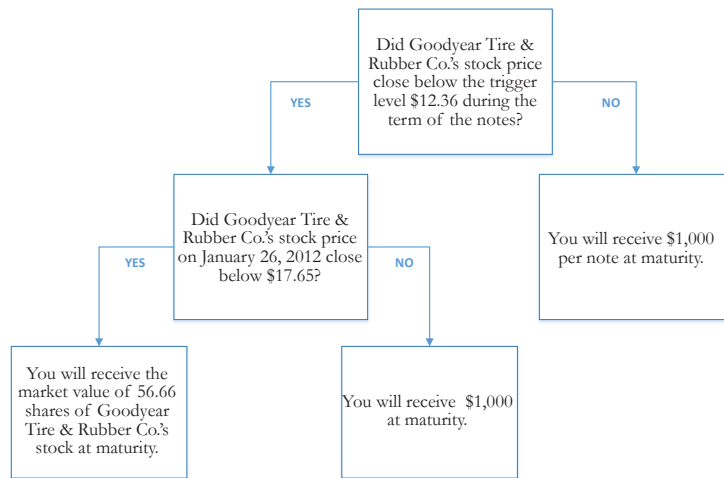 Did Goodyear Tire &
Rubber Co.'s stock price
close below the trigger
level $12.36 during the
term of the notes?
YES
NO
Did Goodyear Tire &
Rubber Co.'s stock price
on January 26, 2012 close
below $17.65?
You will receive $1,000
per note at maturity.
YES
NO
You will receive the
market value of 56.66
shares of Goodyear
Tire & Rubber Co.'s
stock at maturity.
You will receive $1,000
at maturity.